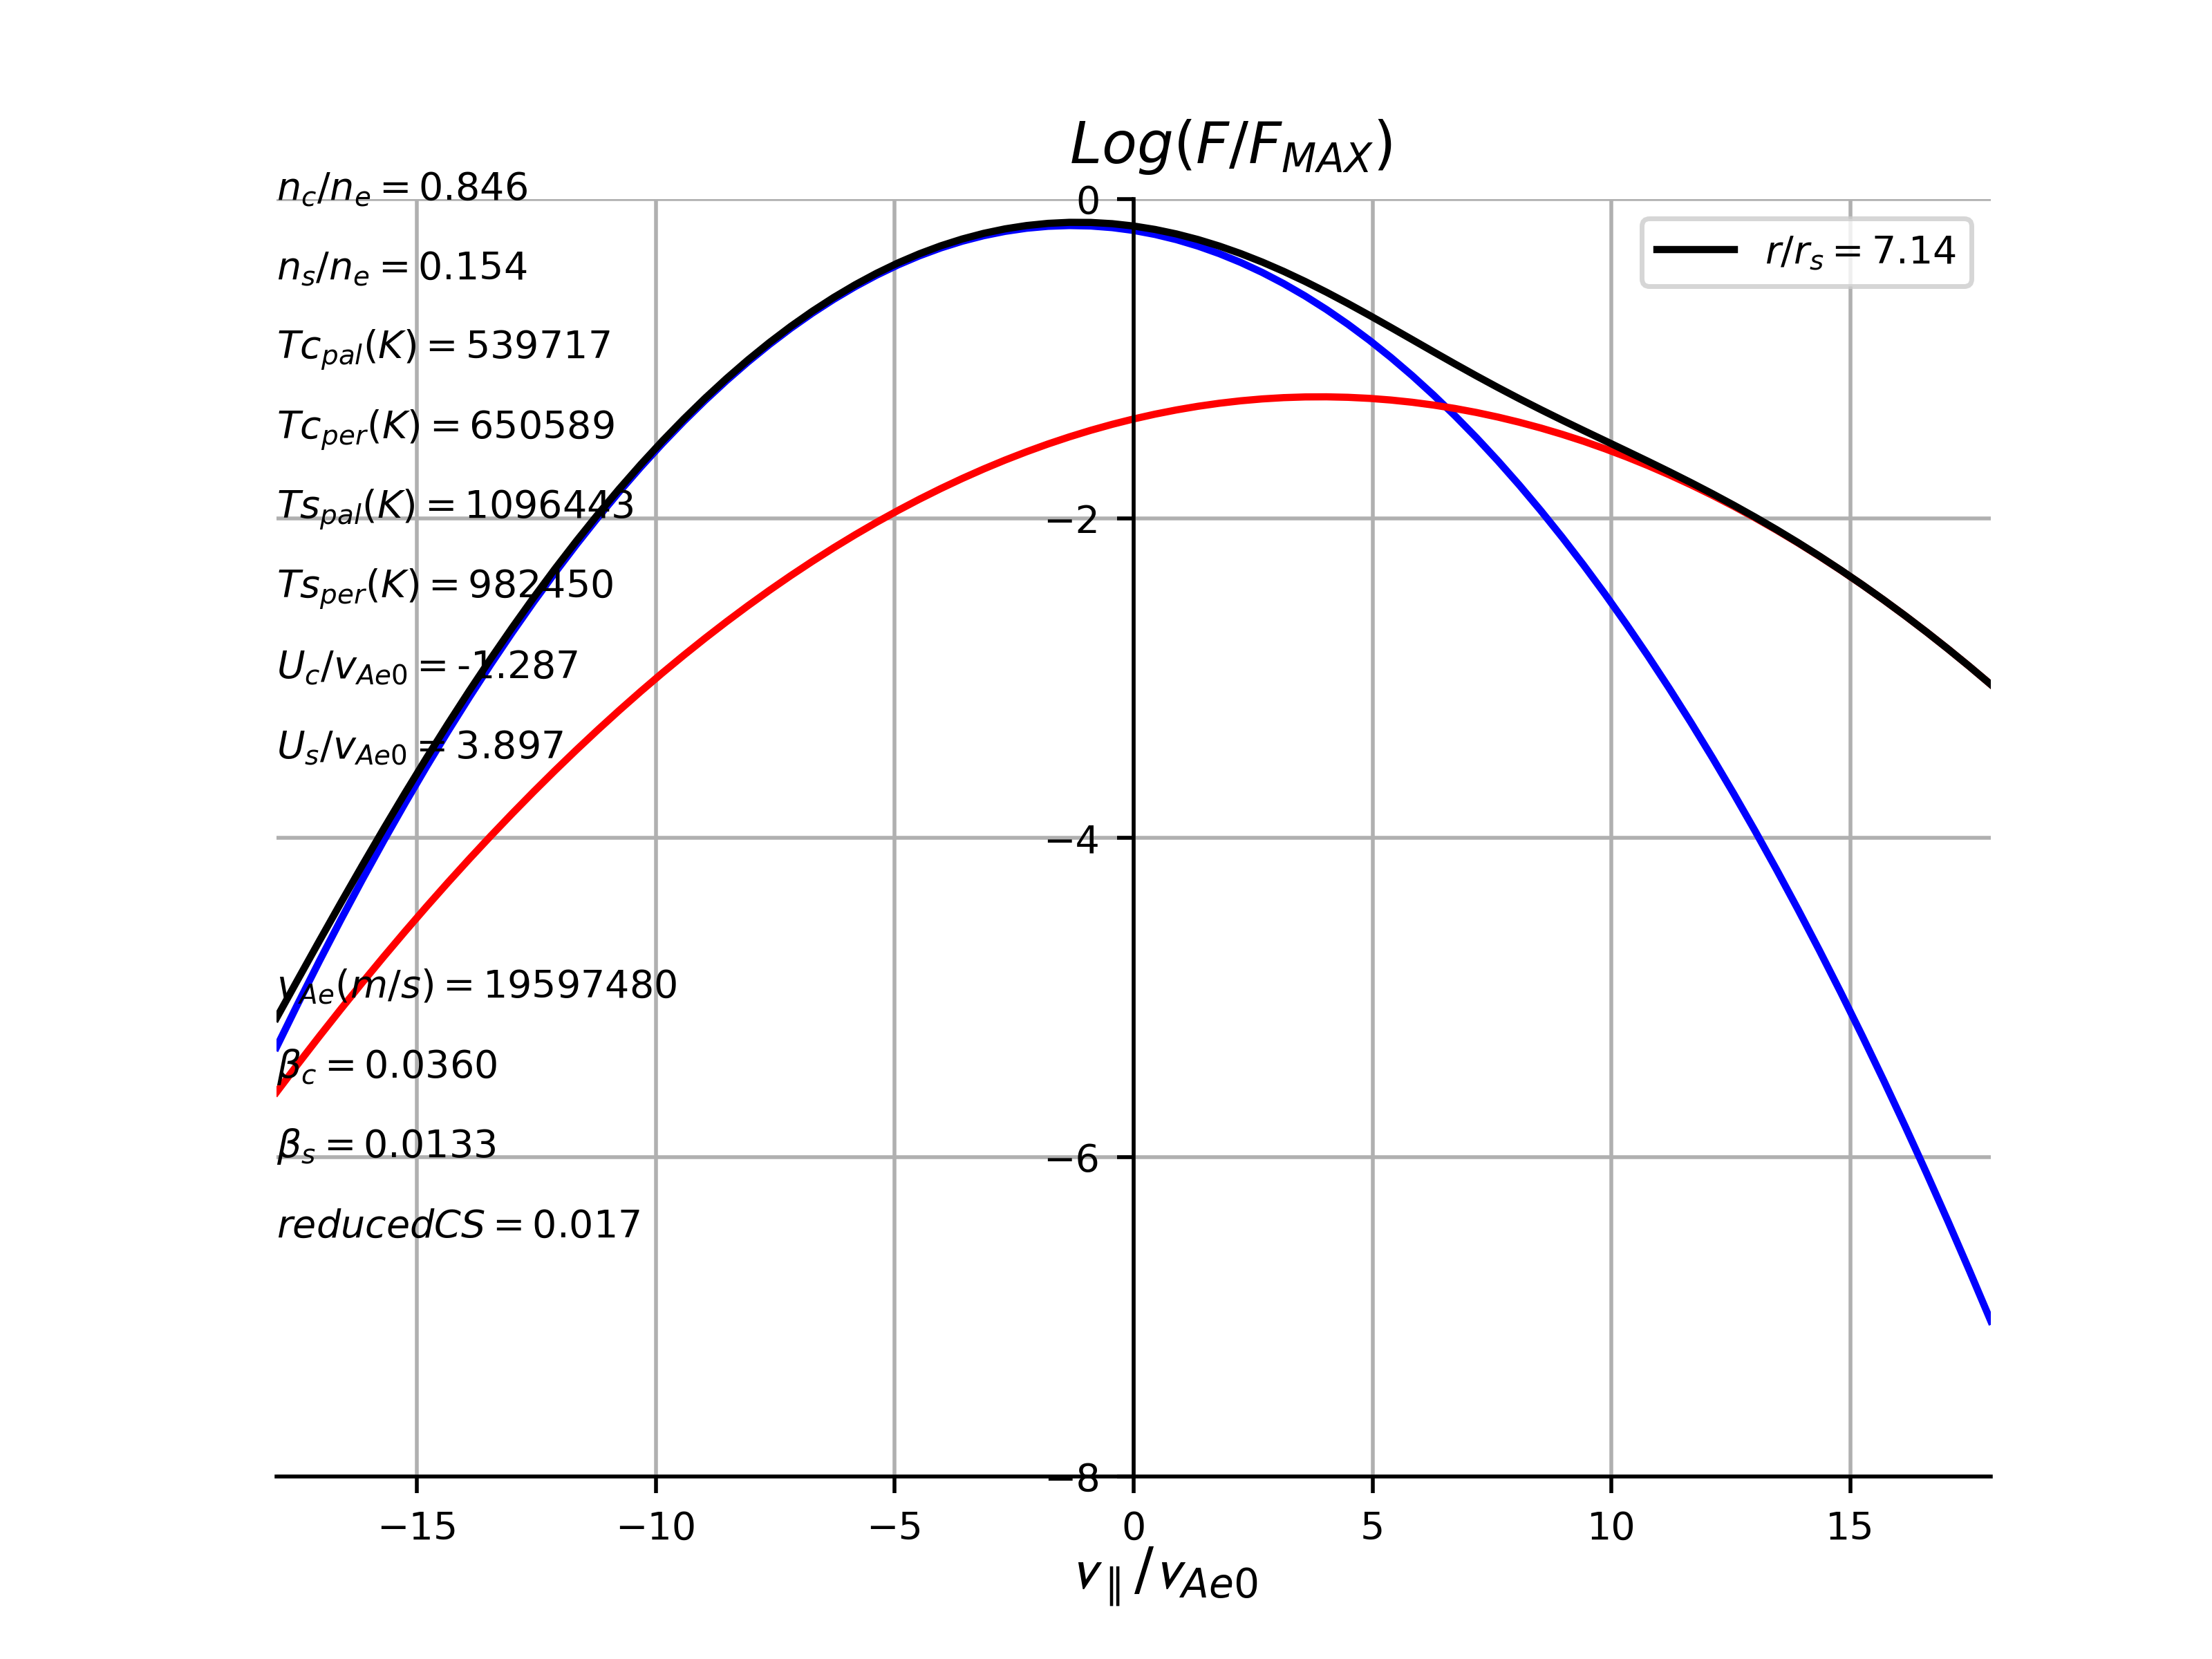 Log(F/F_MAX)
n_c/n_e = 0.846
n_s/n_e = 0.154
Tc_pal(K) = 539717
Tc_per(K) = 650589
Ts_pal(K) = 1096443
Ts_per(K) = 982450
U_c/v_Ae0 = -1.287
U_s/v_Ae0 = 3.897
v_Ae(m/s) = 19597480
β_c = 0.0360
β_s = 0.0133
reducedCS = 0.017
r/r_s = 7.14
0
−2
−4
−6
−8
−15 −10 −5 0 5 10 15
v_∥/v_Ae0